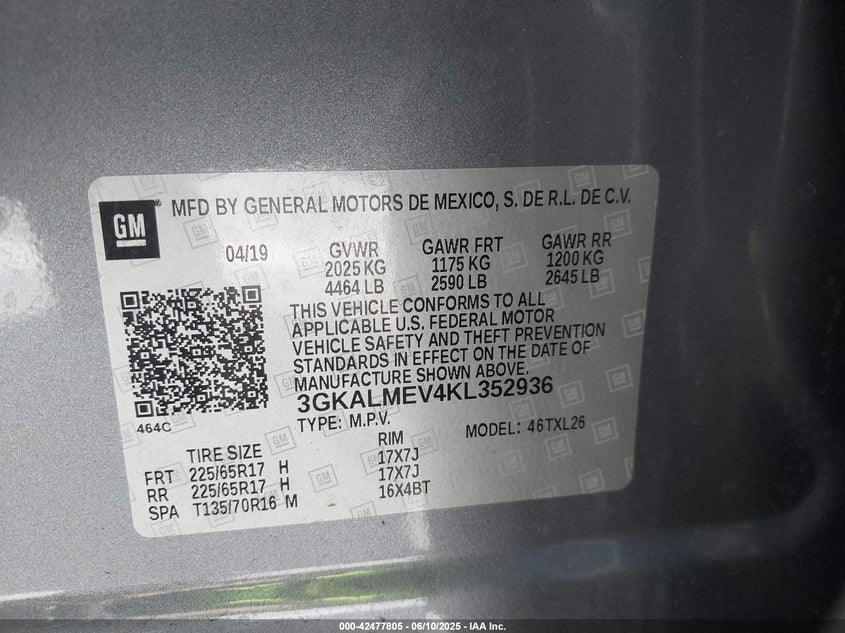 GM
MFD BY GENERAL MOTORS DE MEXICO, S. DE R.L. DE C.V.
04/19 GVWR GAWR FRT GAWR RR
2025 KG 1175 KG 1200 KG
4464 LB 2590 LB 2645 LB
THIS VEHICLE CONFORMS TO ALL
APPLICABLE U.S. FEDERAL MOTOR
VEHICLE SAFETY AND THEFT PREVENTION
STANDARDS IN EFFECT ON THE DATE OF
MANUFACTURE SHOWN ABOVE.
3GKALMEV4KL352936
464C
TYPE: M.P.V. MODEL: 46TXL26
TIRE SIZE RIM
FRT 225/65R17 H 17X7J
RR 225/65R17 H 17X7J
SPA T135/70R16 M 16X4BT
000-42477805 - 06/10/2025 - IAA Inc.